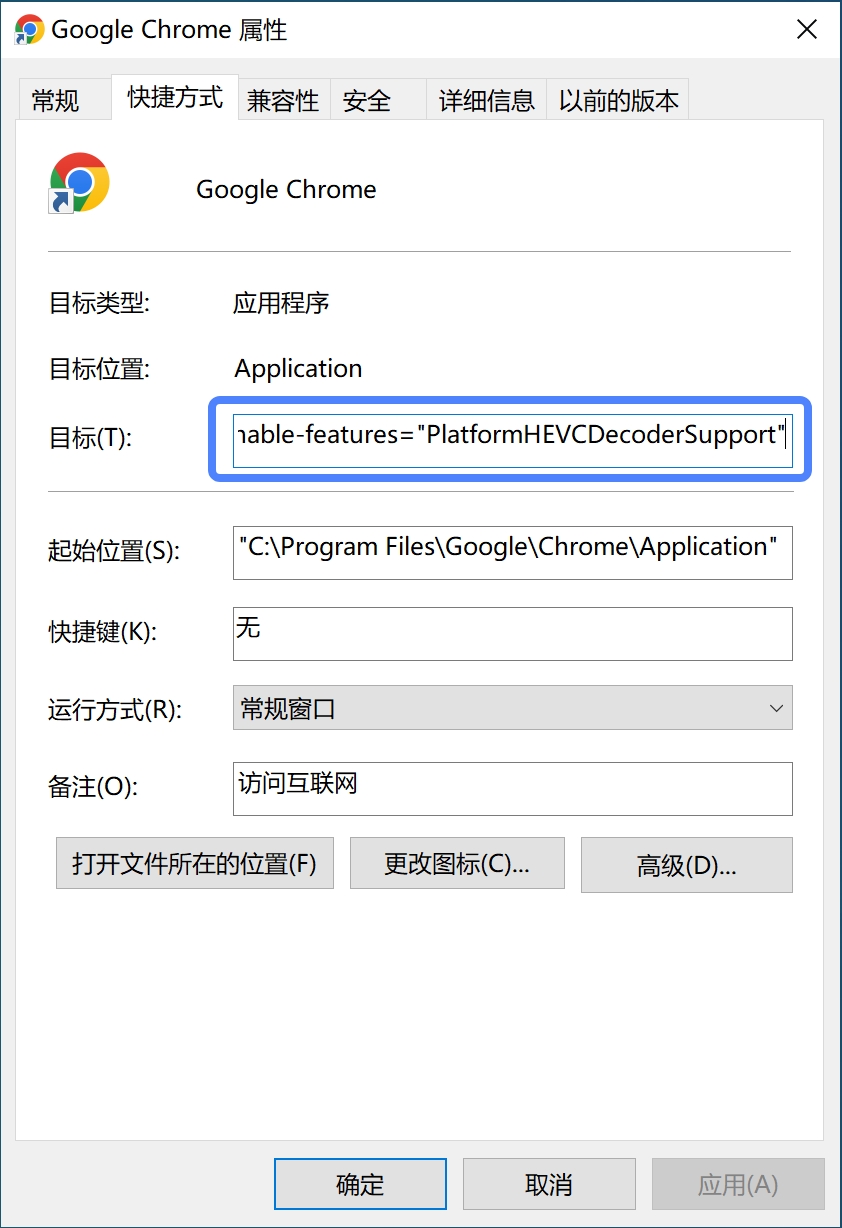 Google Chrome 属性
常规 快捷方式 兼容性 安全 详细信息 以前的版本
Google Chrome
目标类型: 应用程序
目标位置: Application
目标(T): nable-features="PlatformHEVCDecoderSupport"
起始位置(S): "C:\Program Files\Google\Chrome\Application"
快捷键(K): 无
运行方式(R): 常规窗口
备注(O): 访问互联网
打开文件所在的位置(F) 更改图标(C)... 高级(D)...
确定 取消 应用(A)